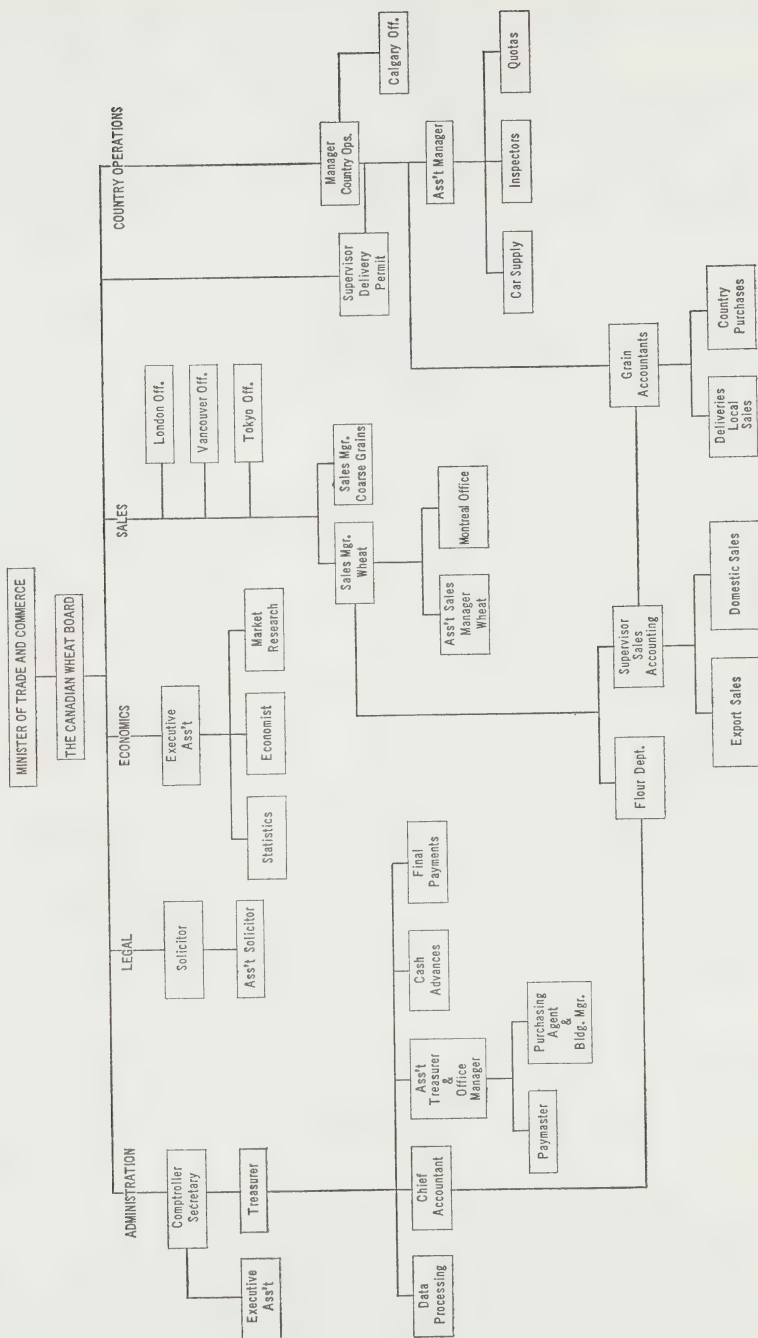 MINISTER OF TRADE AND COMMERCE
THE CANADIAN WHEAT BOARD
ADMINISTRATION
Comptroller
Secretary
Executive
Ass't
Treasurer
Data
Processing
Chief
Accountant
Ass't
Treasurer
&
Office
Manager
Paymaster
Purchasing
Agent
&
Bldg. Mgr.
Cash
Advances
Final
Payments
LEGAL
Solicitor
Ass't Solicitor
ECONOMICS
Executive
Ass't
Statistics
Economist
Market
Research
SALES
London Off.
Vancouver Off.
Tokyo Off.
Sales Mgr.
Wheat
Sales Mgr.
Coarse Grains
Ass't Sales
Manager
Wheat
Montreal Office
Flour Dept.
Supervisor
Sales
Accounting
Export Sales
Domestic Sales
COUNTRY OPERATIONS
Supervisor
Delivery
Permit
Manager
Country Ops.
Calgary Off.
Ass't Manager
Car Supply
Inspectors
Quotas
Grain
Accountants
Deliveries
Local
Sales
Country
Purchases